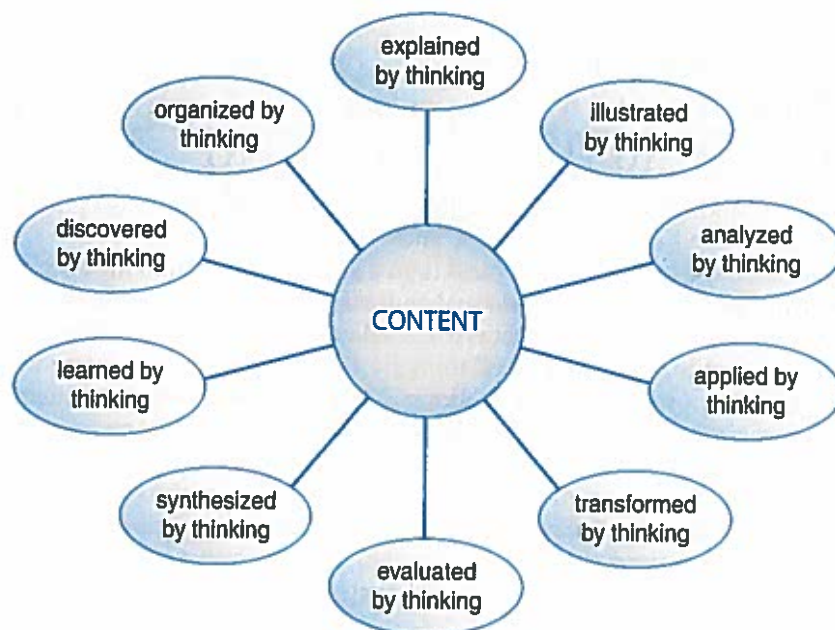 explained
by thinking
illustrated
by thinking
analyzed
by thinking
applied by
thinking
transformed
by thinking
evaluated
by thinking
synthesized
by thinking
learned by
thinking
discovered
by thinking
organized by
thinking
CONTENT